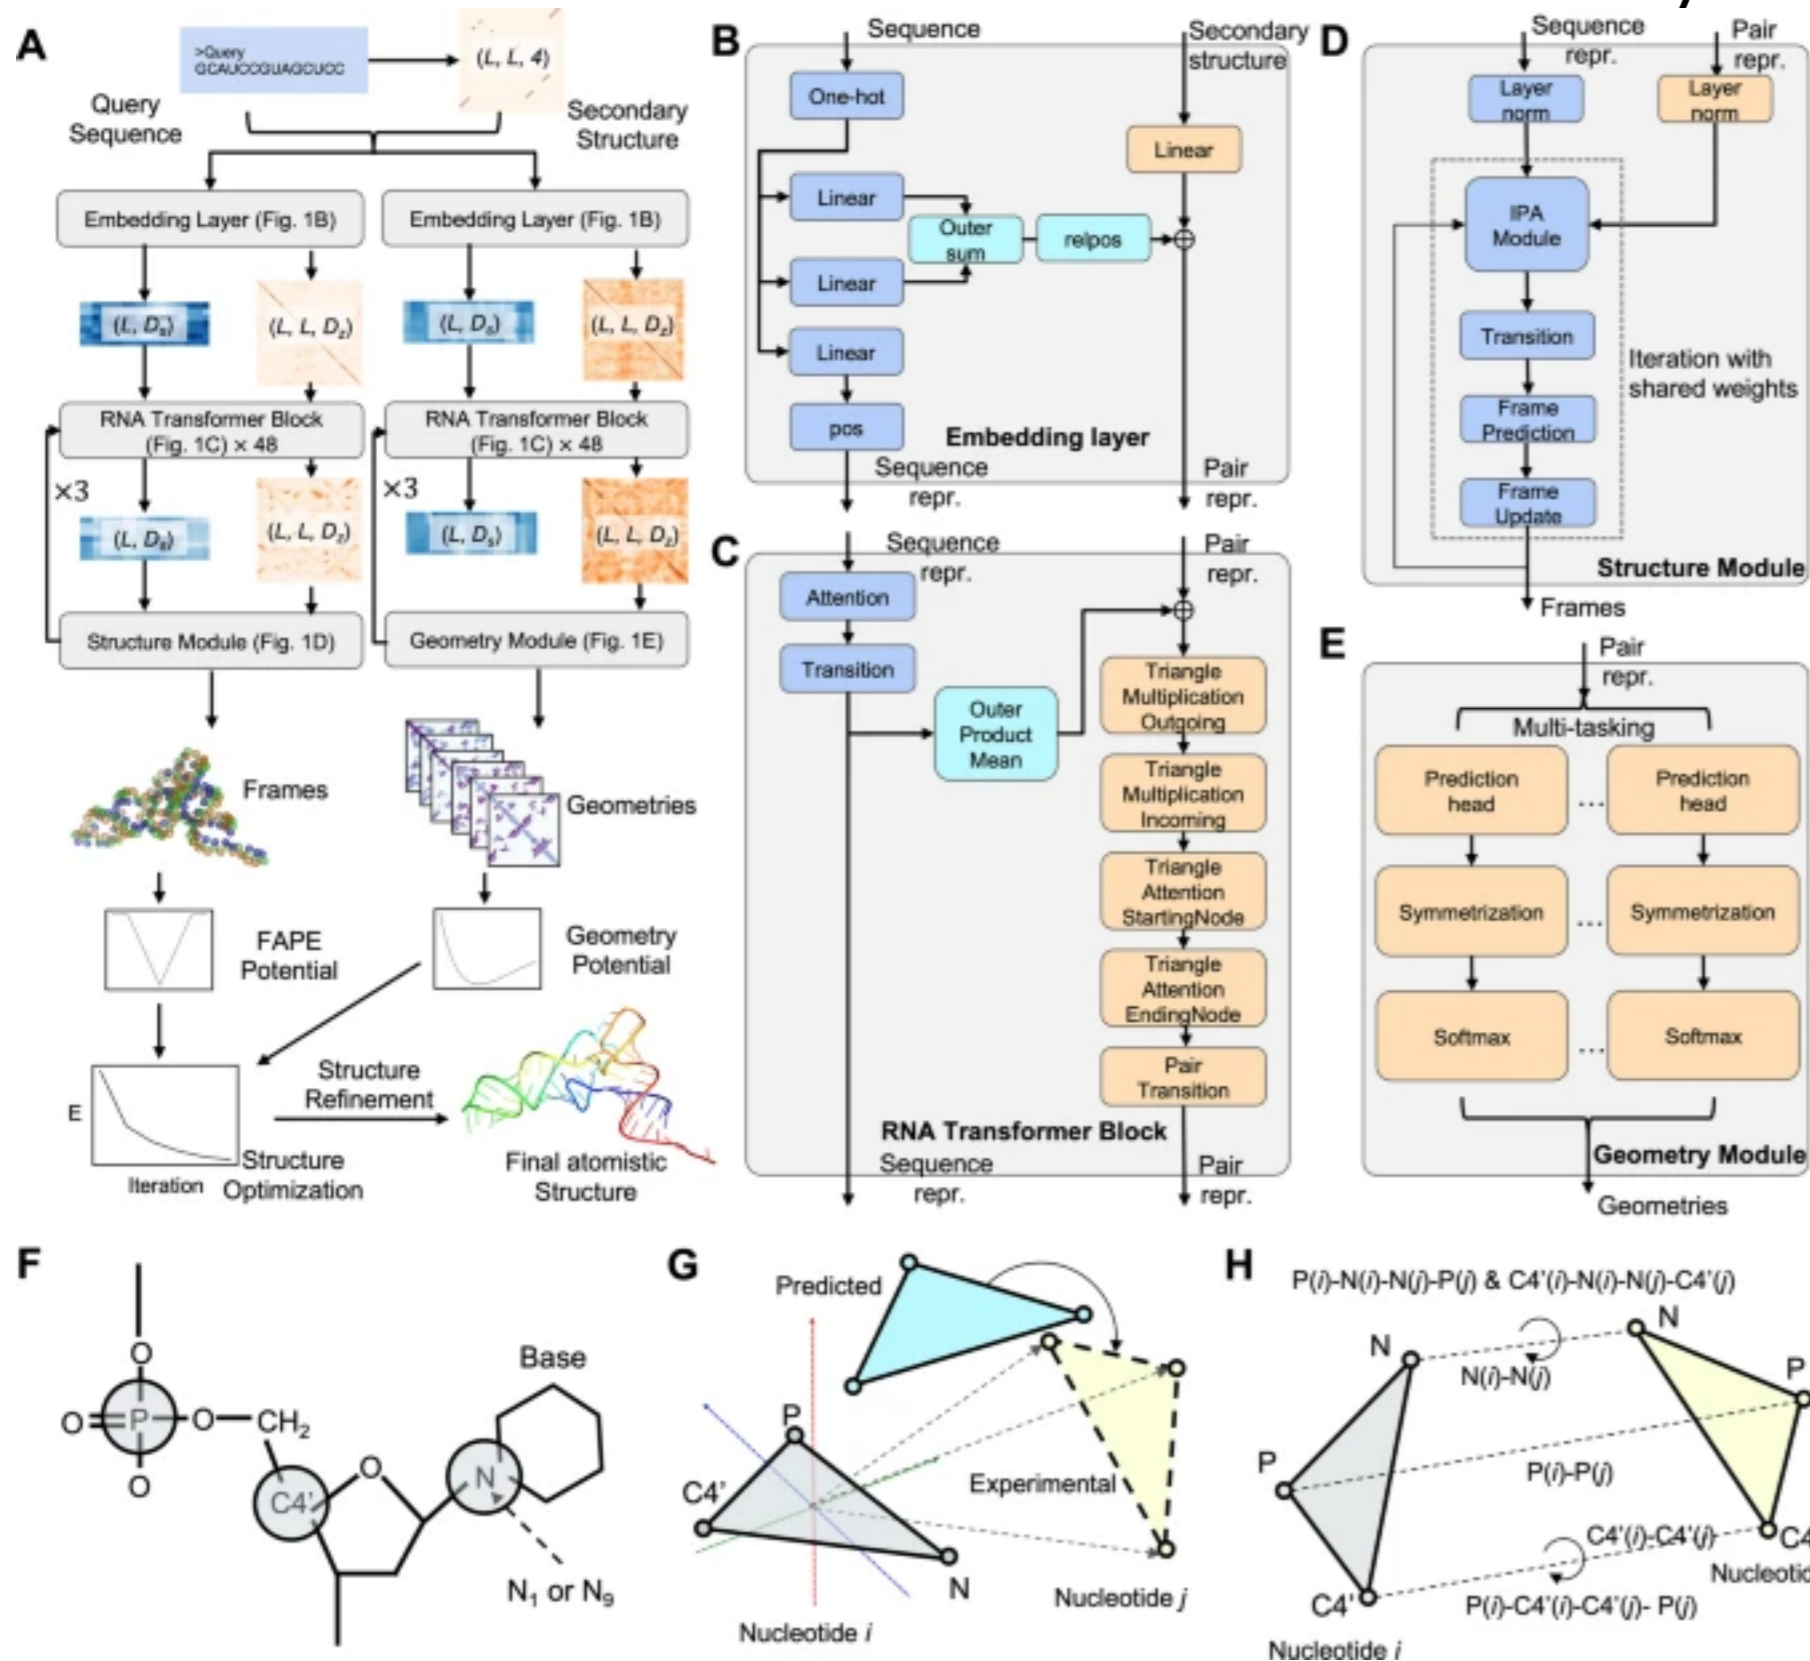 A
>Query
GCAUCCGUAGCUCC
(L, L, 4)
Query
Sequence
Secondary
Structure
Embedding Layer (Fig. 1B)
Embedding Layer (Fig. 1B)
(L, Ds)
(L, L, Dz)
(L, Ds)
(L, L, Dz)
RNA Transformer Block
(Fig. 1C) × 48
RNA Transformer Block
(Fig. 1C) × 48
×3
×3
(L, Ds)
(L, L, Dz)
(L, Ds)
(L, L, Dz)
Structure Module (Fig. 1D)
Geometry Module (Fig. 1E)
Frames
Geometries
FAPE
Potential
Geometry
Potential
E
Iteration
Structure
Optimization
Structure
Refinement
Final atomistic
Structure
B
Sequence
Secondary
structure
One-hot
Linear
Linear
Outer
sum
relpos
Linear
Linear
pos
Embedding layer
Sequence
repr.
Pair
repr.
C
Sequence
repr.
Pair
repr.
Attention
Transition
Outer
Product
Mean
Triangle
Multiplication
Outgoing
Triangle
Multiplication
Incoming
Triangle
Attention
StartingNode
Triangle
Attention
EndingNode
Pair
Transition
RNA Transformer Block
Sequence
repr.
Pair
repr.
D
Sequence
repr.
Pair
repr.
Layer
norm
Layer
norm
IPA
Module
Transition
Frame
Prediction
Frame
Update
Iteration with
shared weights
Structure Module
Frames
E
Pair
repr.
Multi-tasking
Prediction
head
...
Prediction
head
Symmetrization
...
Symmetrization
Softmax
...
Softmax
Geometry Module
Geometries
F
O
O
P
O
CH2
O
C4'
O
N
Base
N1 or N9
G
Predicted
P
C4'
N
Experimental
Nucleotide i
Nucleotide j
H
P(i)-N(i)-N(j)-P(j) & C4'(i)-N(i)-N(j)-C4'(j)
N
N
N(i)-N(j)
P
P
P(i)-P(j)
C4'(i)-C4'(j)
C4'
P(i)-C4'(i)-C4'(j)- P(j)
Nucleotide i